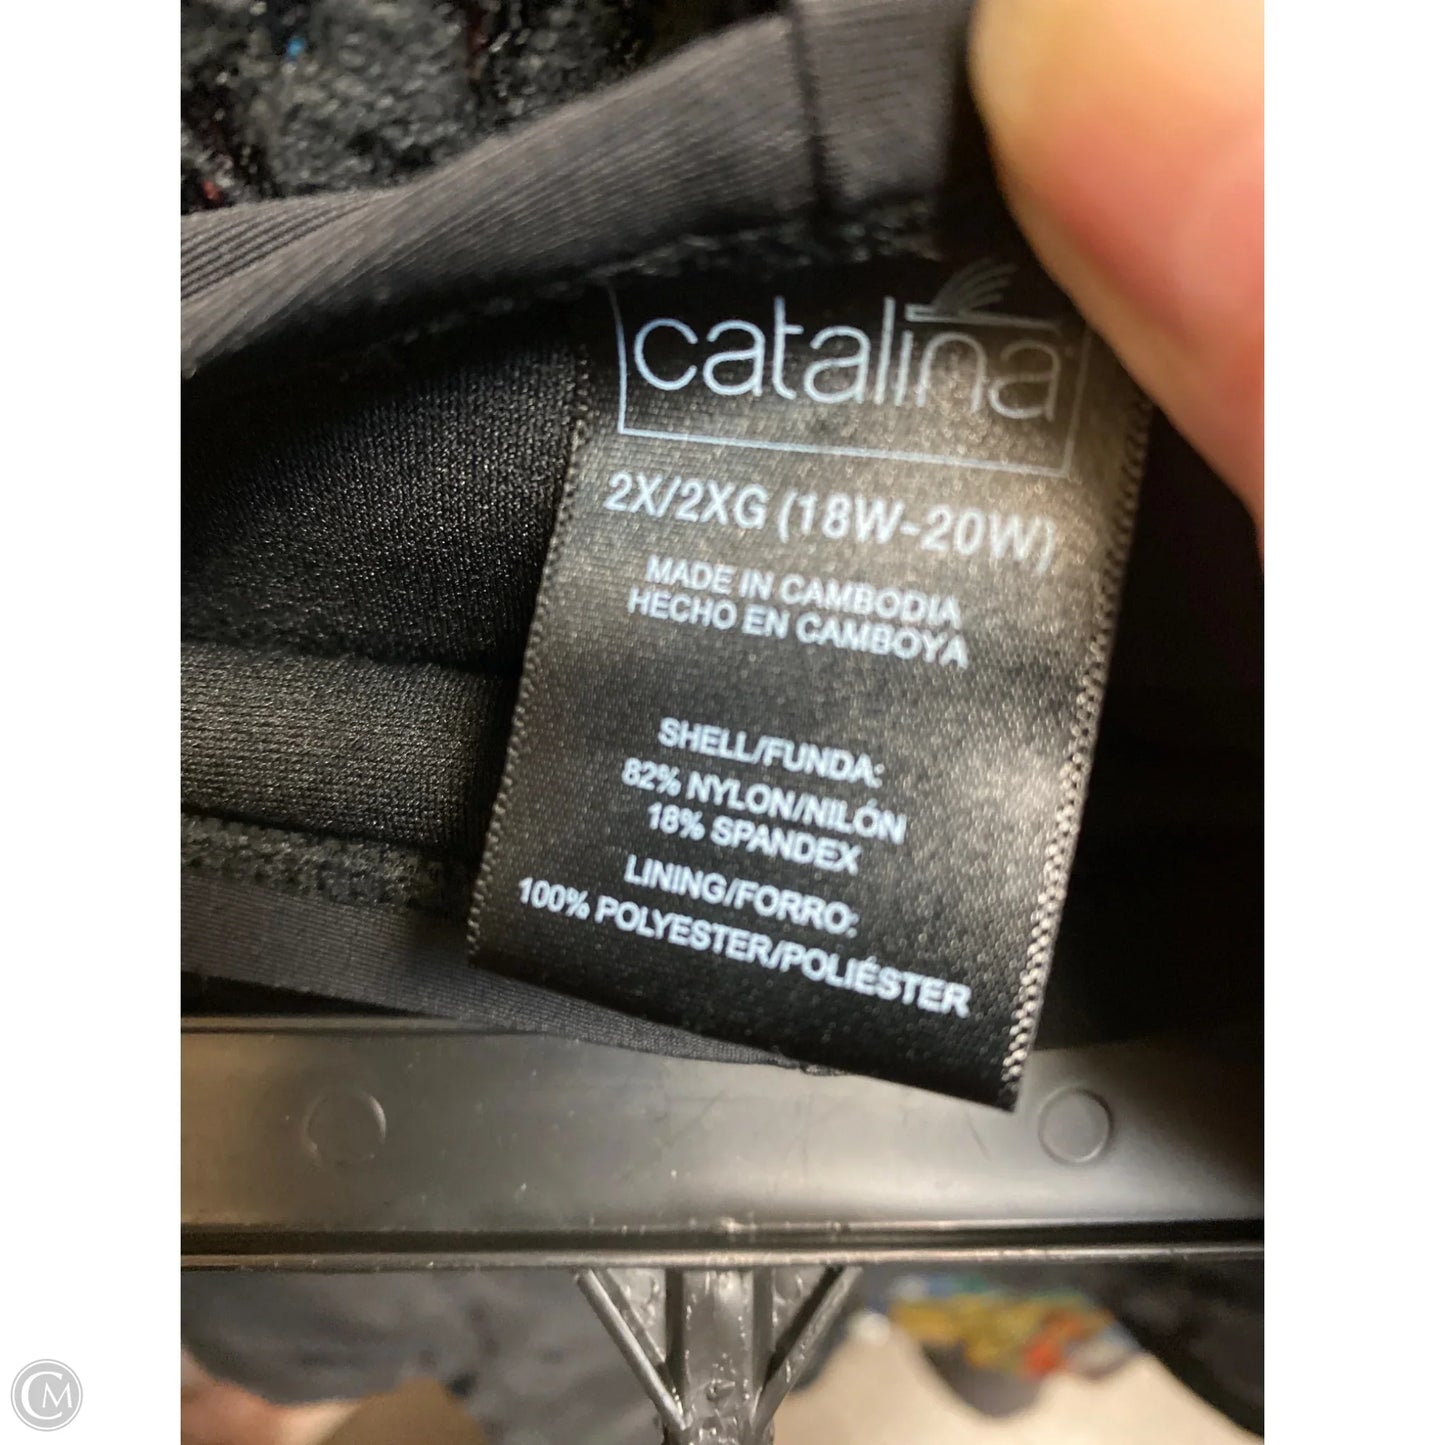 catalina
2X/2XG (18W-20W)
MADE IN CAMBODIA
HECHO EN CAMBOYA
SHELL/FUNDA:
82% NYLON/NILÓN
18% SPANDEX
LINING/FORRO:
100% POLYESTER/POLIÉSTER
CM